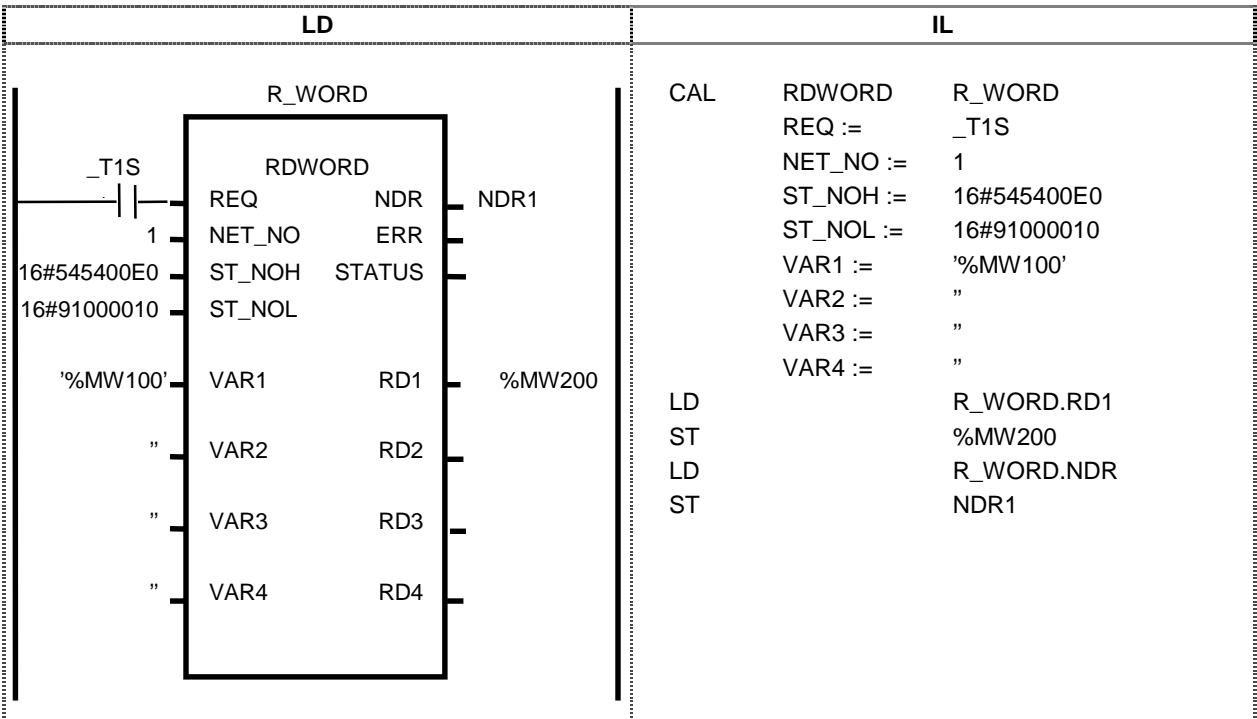 LD
IL
R_WORD
RDWORD
_T1S
REQ NDR NDR1
1 NET_NO ERR
16#545400E0 ST_NOH STATUS
16#91000010 ST_NOL
'%MW100' VAR1 RD1 %MW200
” VAR2 RD2
” VAR3 RD3
” VAR4 RD4
CAL RDWORD R_WORD
REQ := _T1S
NET_NO := 1
ST_NOH := 16#545400E0
ST_NOL := 16#91000010
VAR1 := ’%MW100’
VAR2 := ”
VAR3 := ”
VAR4 := ”
LD R_WORD.RD1
ST %MW200
LD R_WORD.NDR
ST NDR1